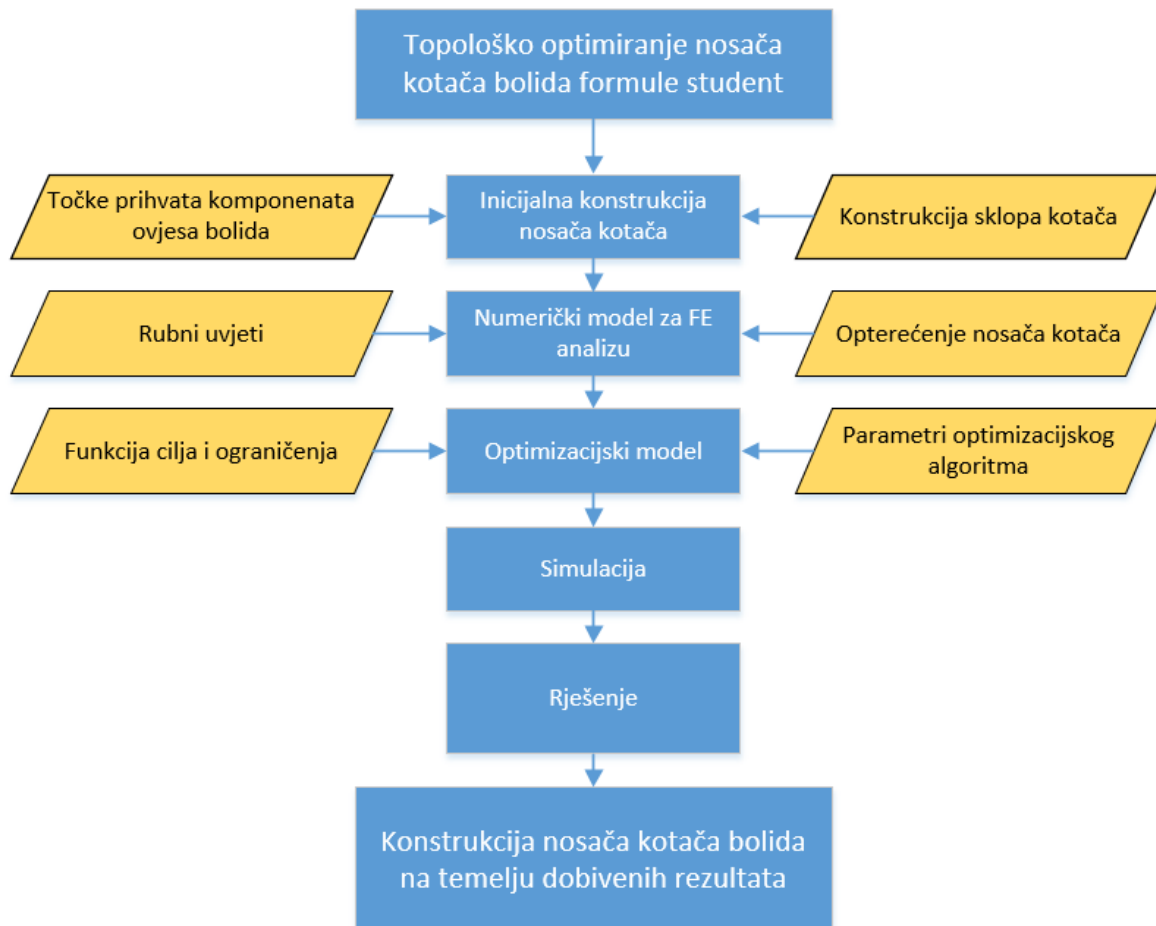 Topološko optimiranje nosača
kotača bolida formule student
Točke prihvata komponenata
ovjesa bolida
Inicijalna konstrukcija
nosača kotača
Konstrukcija sklopa kotača
Rubni uvjeti
Numerički model za FE
analizu
Opterećenje nosača kotača
Funkcija cilja i ograničenja
Optimizacijski model
Parametri optimizacijskog
algoritma
Simulacija
Rješenje
Konstrukcija nosača kotača bolida
na temelju dobivenih rezultata